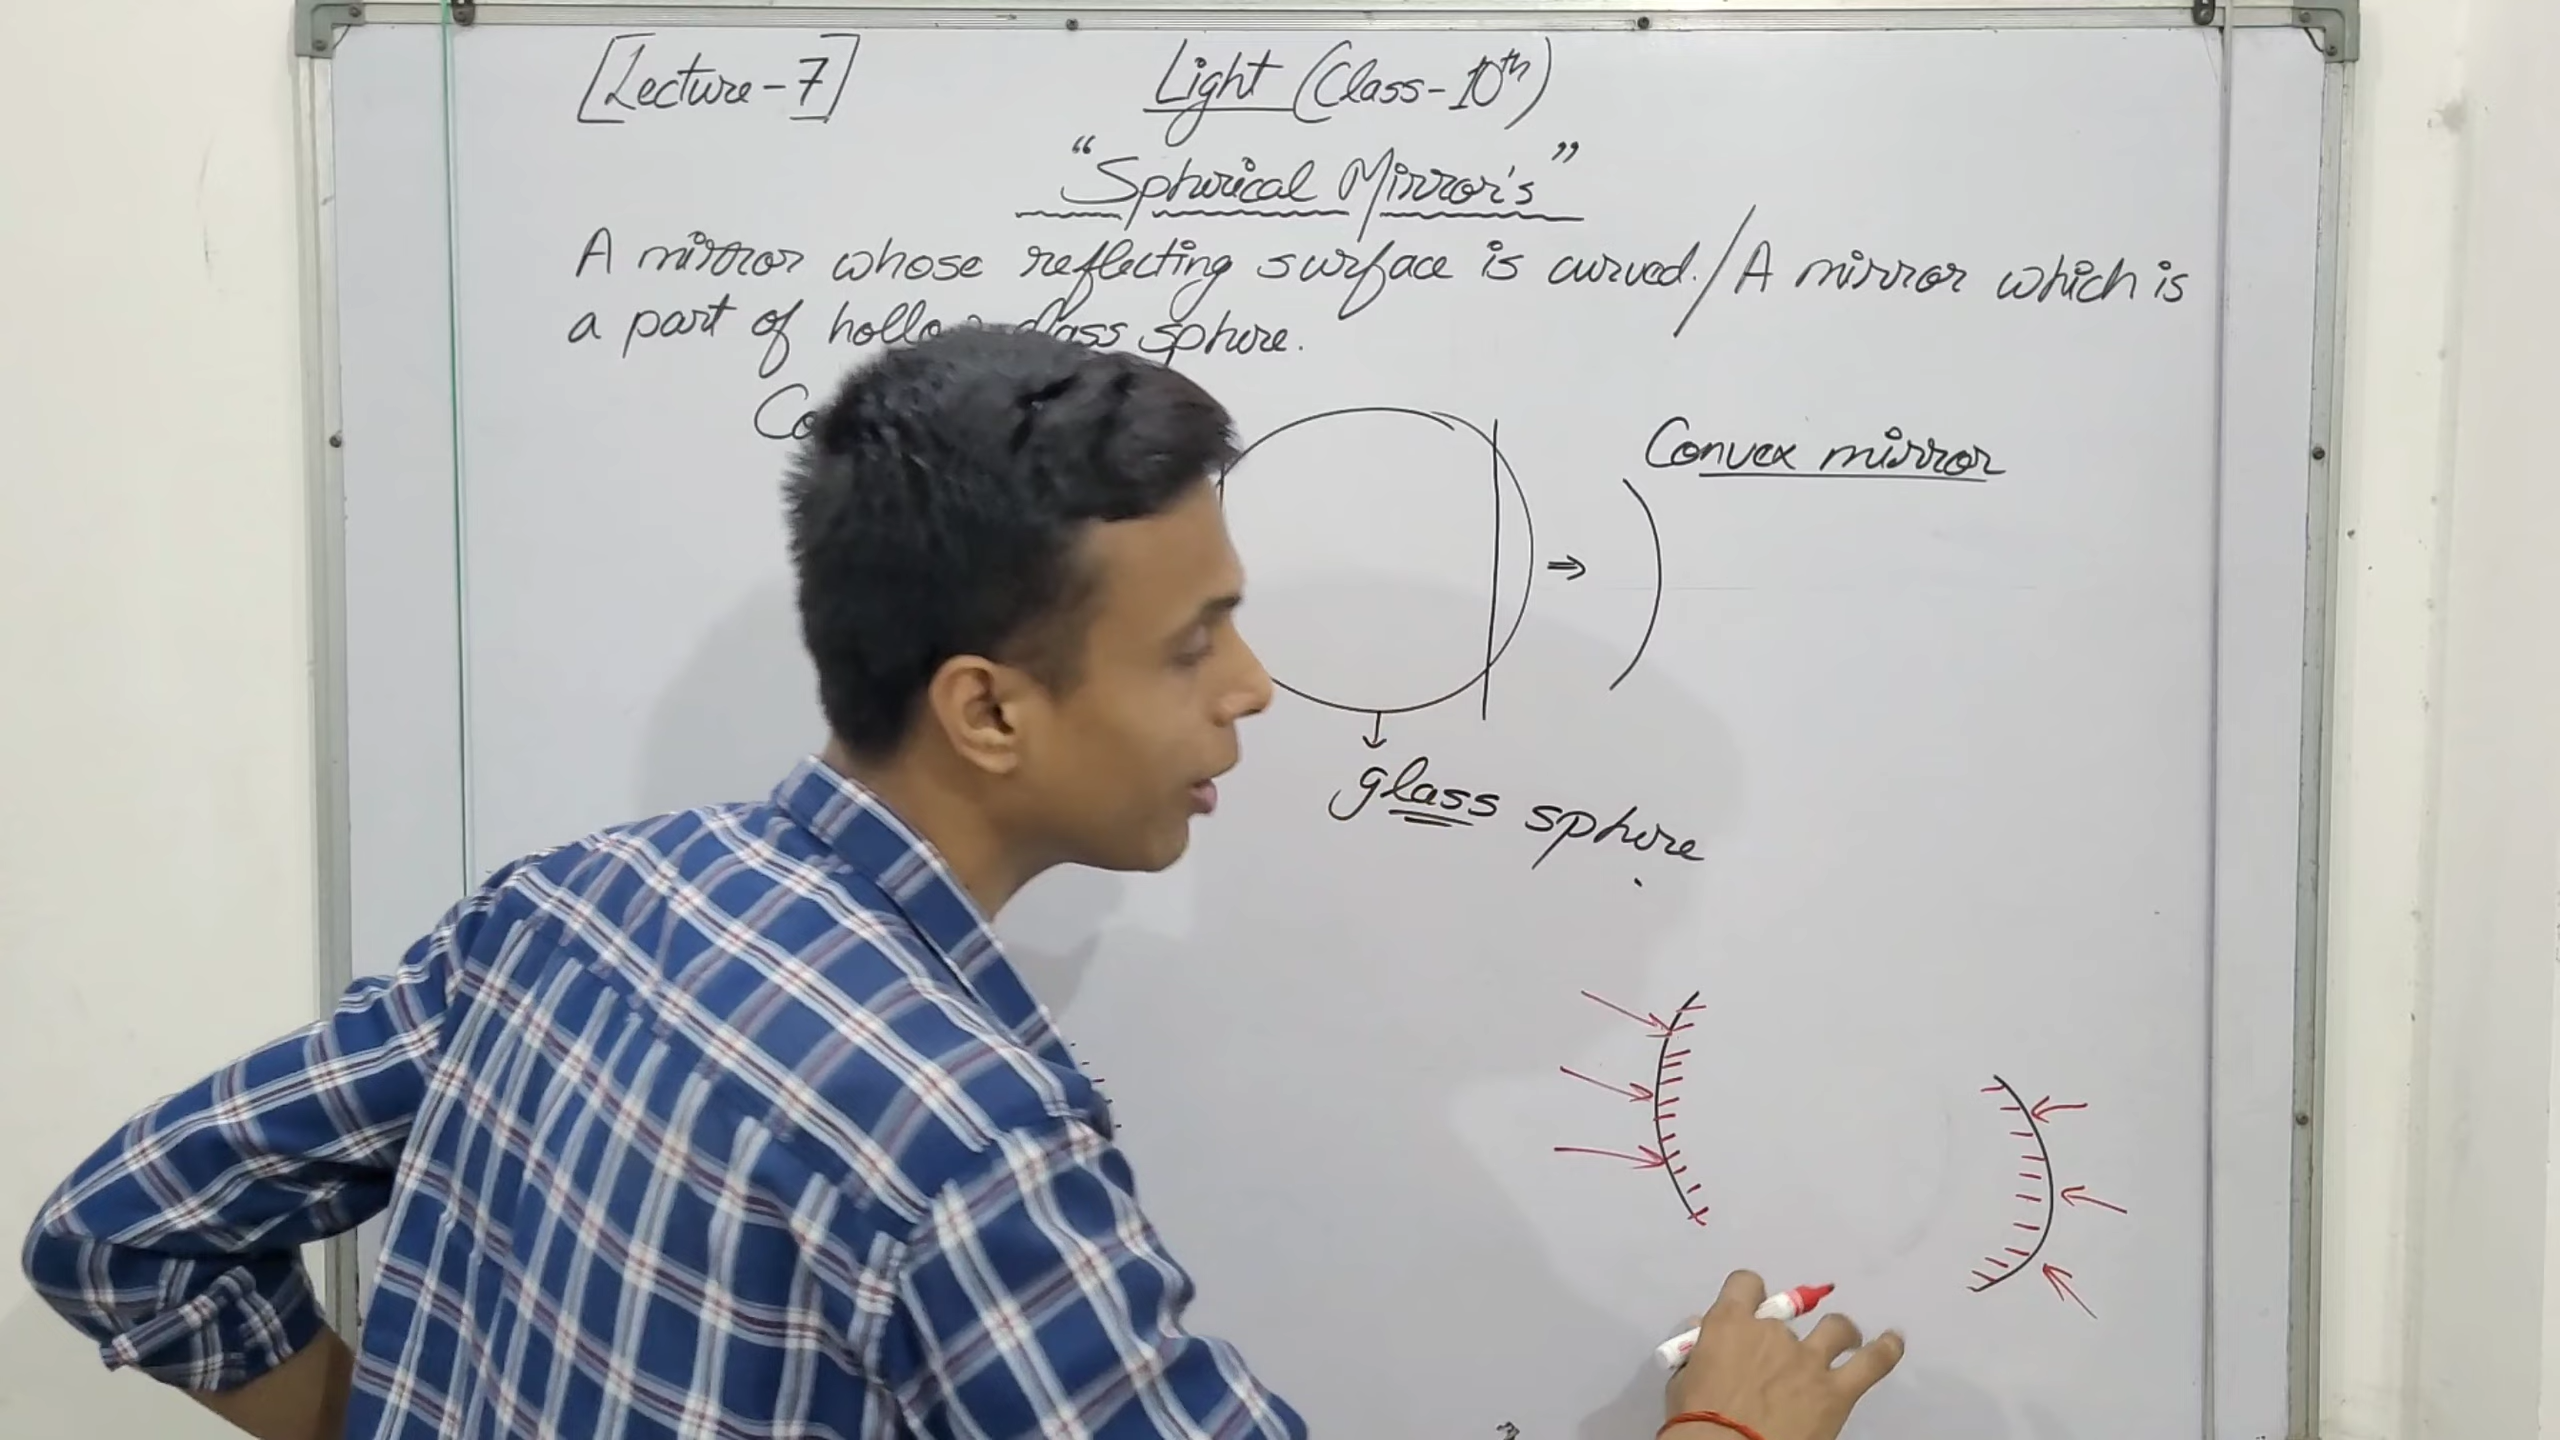 [Lecture-7]
Light (Class-10th)
"Spherical Mirror's"
A mirror whose reflecting surface is curved./A mirror which is
a part of glass sphere.
Convex mirror
glass sphere